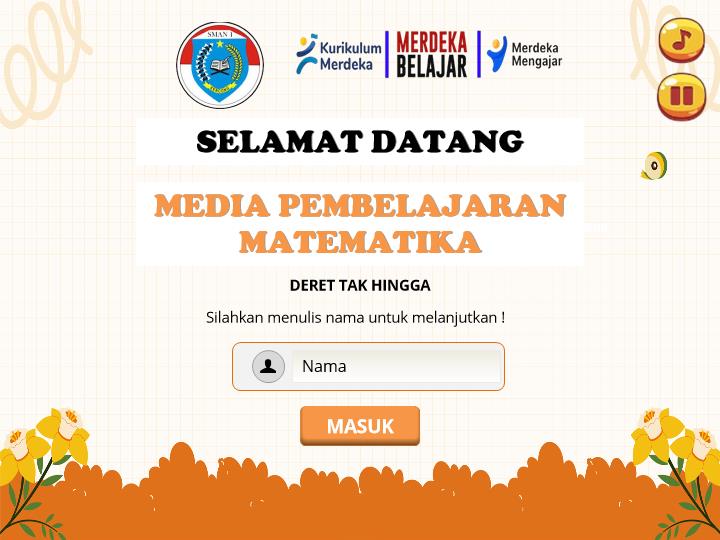 SMAN 1
Kurikulum
Merdeka
MERDEKA
BELAJAR
Merdeka
Mengajar
SELAMAT DATANG
MEDIA PEMBELAJARAN
MATEMATIKA
DERET TAK HINGGA
Silahkan menulis nama untuk melanjutkan !
Nama
MASUK